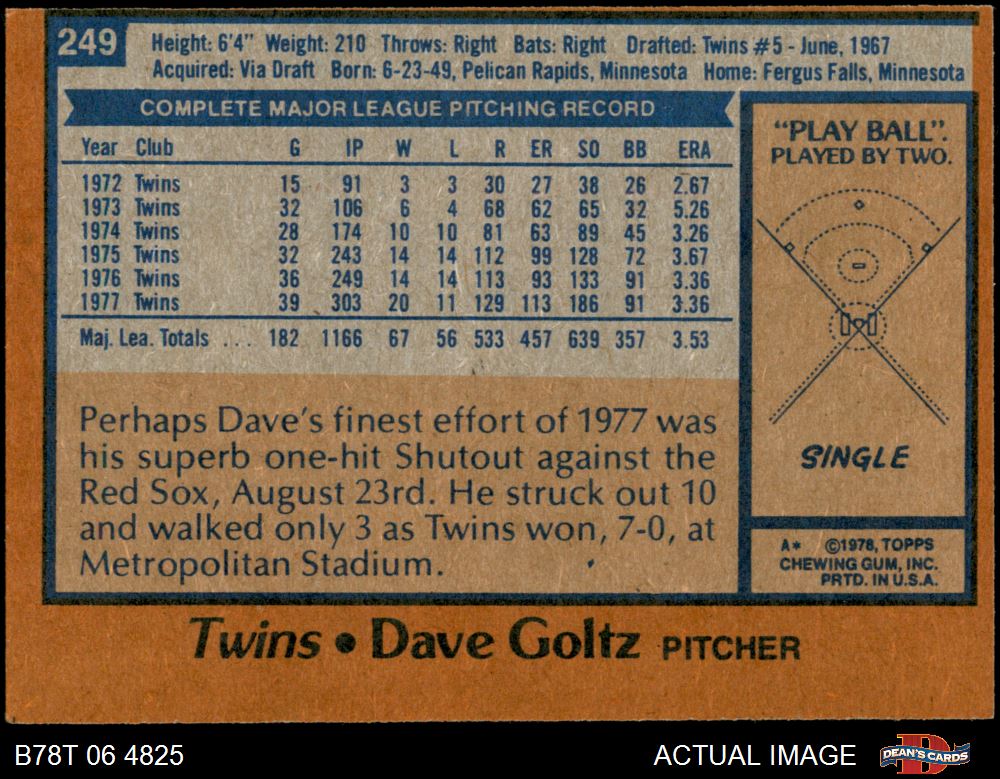 249
Height: 6'4" Weight: 210 Throws: Right Bats: Right Drafted: Twins #5 - June, 1967
Acquired: Via Draft Born: 6-23-49, Pelican Rapids, Minnesota Home: Fergus Falls, Minnesota
COMPLETE MAJOR LEAGUE PITCHING RECORD
Year Club G IP W L R ER SO BB ERA
1972 Twins 15 91 3 3 30 27 38 26 2.67
1973 Twins 32 106 6 4 68 62 65 32 5.26
1974 Twins 28 174 10 10 81 63 89 45 3.26
1975 Twins 32 243 14 14 112 99 128 72 3.67
1976 Twins 36 249 14 14 113 93 133 91 3.36
1977 Twins 39 303 20 11 129 113 186 91 3.36
Maj. Lea. Totals ... 182 1166 67 56 533 457 639 357 3.53
Perhaps Dave's finest effort of 1977 was
his superb one-hit Shutout against the
Red Sox, August 23rd. He struck out 10
and walked only 3 as Twins won, 7-0, at
Metropolitan Stadium.
"PLAY BALL".
PLAYED BY TWO.
SINGLE
A* ©1978, TOPPS
CHEWING GUM, INC.
PRTD. IN U.S.A.
Twins • Dave Goltz PITCHER
B78T 06 4825
ACTUAL IMAGE
DEAN'S CARDS